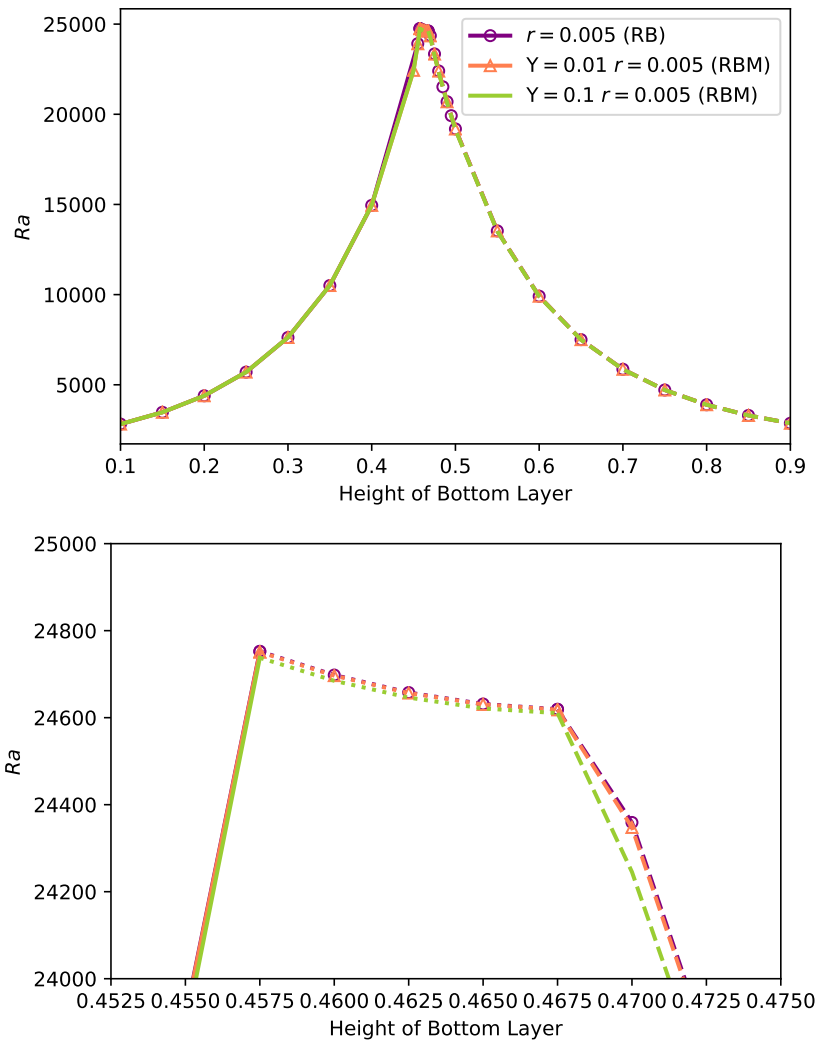 25000
20000
15000
10000
5000
Ra
r = 0.005 (RB)
Y = 0.01 r = 0.005 (RBM)
Y = 0.1 r = 0.005 (RBM)
0.1 0.2 0.3 0.4 0.5 0.6 0.7 0.8 0.9
Height of Bottom Layer
25000
24800
24600
24400
24200
24000
Ra
0.4525 0.4550 0.4575 0.4600 0.4625 0.4650 0.4675 0.4700 0.4725 0.4750
Height of Bottom Layer